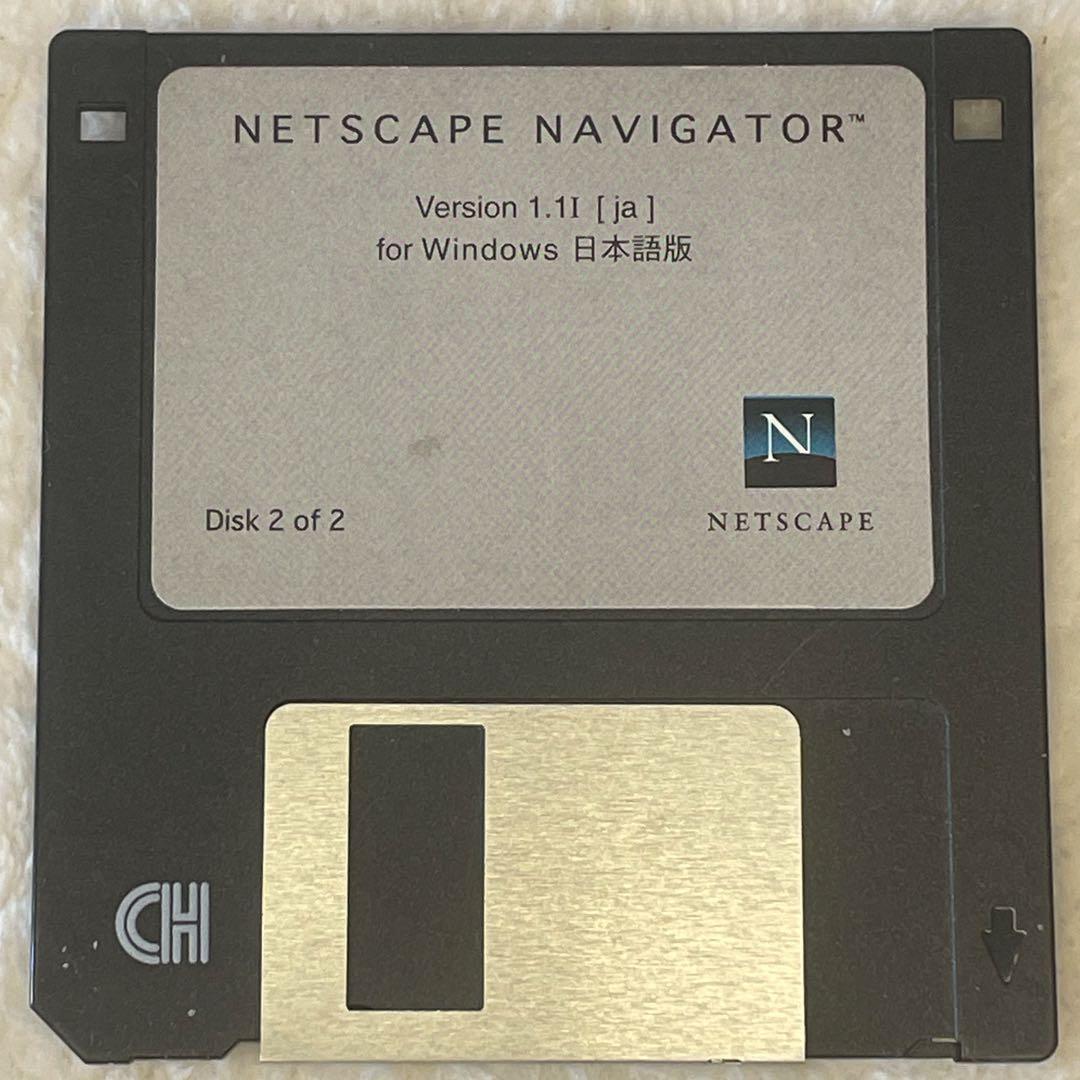 NETSCAPE NAVIGATOR™
Version 1.1I [ ja ]
for Windows 日本語版
N
Disk 2 of 2
NETSCAPE
CH